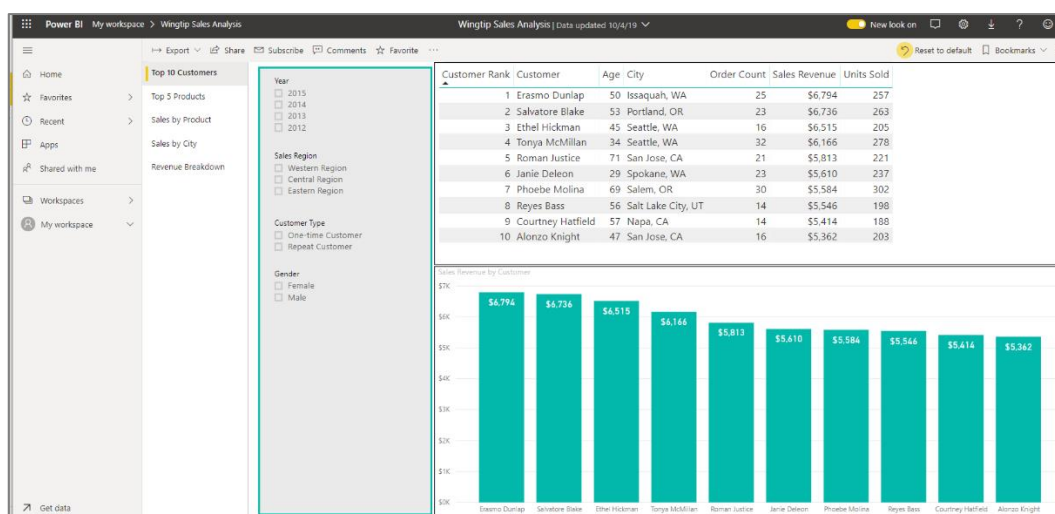 Power BI My workspace > Wingtip Sales Analysis
Wingtip Sales Analysis | Data updated 10/4/19
New look on
Export Share Subscribe Comments Favorite ...
Reset to default Bookmarks
Home
Favorites
Recent
Apps
Shared with me
Workspaces
My workspace
Get data
Top 10 Customers
Top 5 Products
Sales by Product
Sales by City
Revenue Breakdown
Year
2015
2014
2013
2012
Sales Region
Western Region
Central Region
Eastern Region
Customer Type
One-time Customer
Repeat Customer
Gender
Female
Male
Customer Rank Customer Age City Order Count Sales Revenue Units Sold
1 Erasmo Dunlap 50 Issaquah, WA 25 $6,794 257
2 Salvatore Blake 53 Portland, OR 23 $6,736 263
3 Ethel Hickman 45 Seattle, WA 16 $6,515 205
4 Tonya McMillan 34 Seattle, WA 32 $6,166 278
5 Roman Justice 71 San Jose, CA 21 $5,813 221
6 Janie Deleon 29 Spokane, WA 23 $5,610 237
7 Phoebe Molina 69 Salem, OR 30 $5,584 302
8 Reyes Bass 56 Salt Lake City, UT 14 $5,546 198
9 Courtney Hatfield 57 Napa, CA 14 $5,414 188
10 Alonzo Knight 47 San Jose, CA 16 $5,362 203
Sales Revenue by Customer
$7K
$6K
$5K
$4K
$3K
$2K
$1K
$0K
$6,794 $6,736 $6,515 $6,166 $5,813 $5,610 $5,584 $5,546 $5,414 $5,362
Erasmo Dunlap Salvatore Blake Ethel Hickman Tonya McMillan Roman Justice Janie Deleon Phoebe Molina Reyes Bass Courtney Hatfield Alonzo Knight